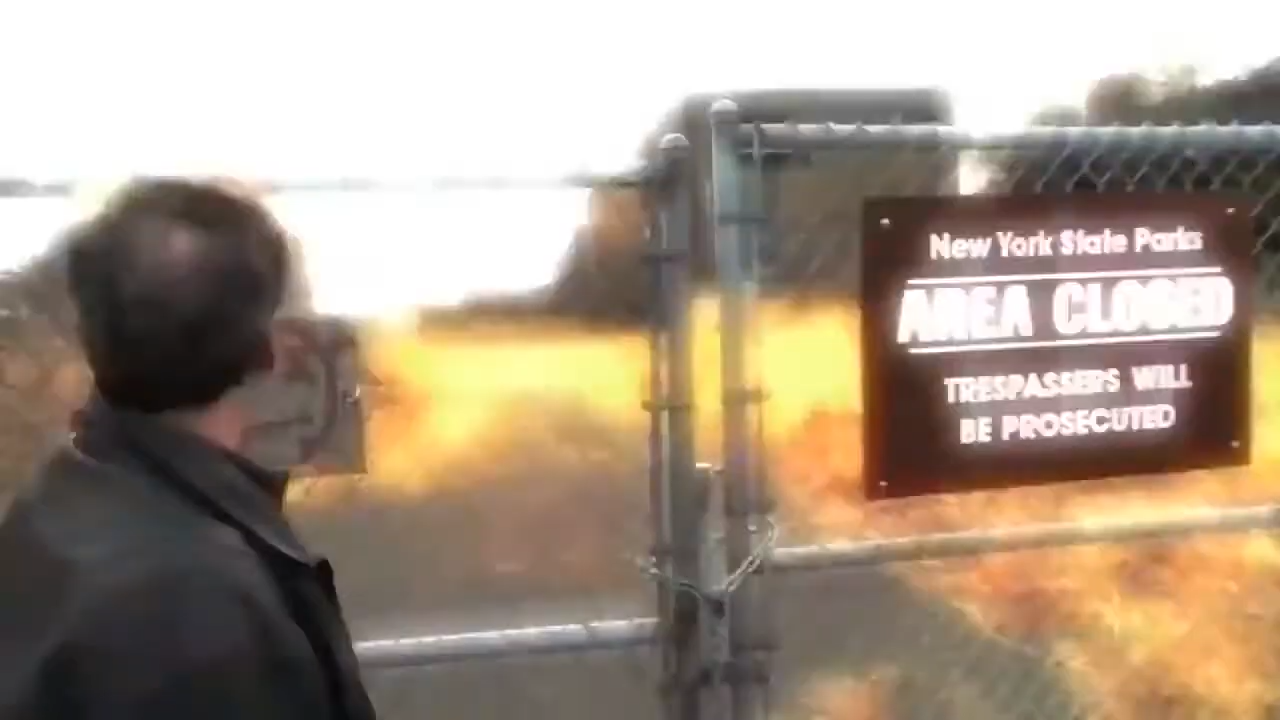 New York State Parks
AREA CLOSED
TRESPASSERS WILL
BE PROSECUTED